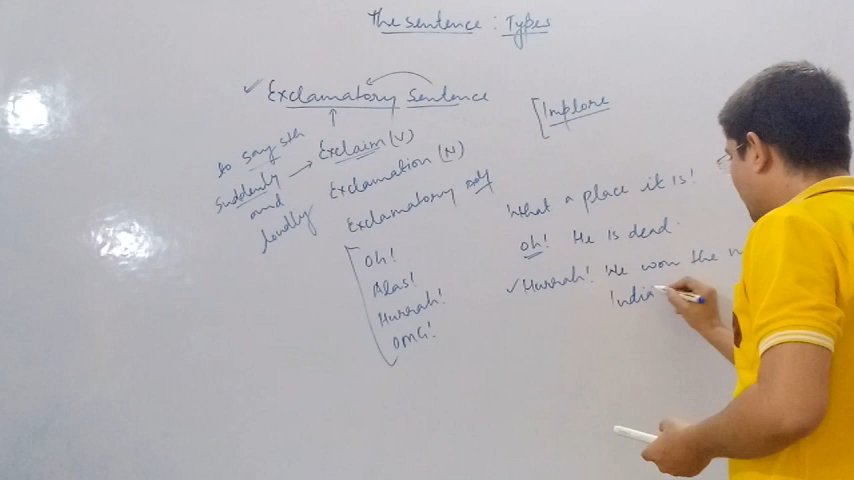 The Sentence : Types
Exclamatory Sentence
[Implore
to say sth
Suddenly
and
loudly
Exclaim (V)
Exclamation (N)
Exclamatory Adj
Oh!
Alas!
Hurrah!
OMG!
What a place it is!
Oh! He is dead.
Hurrah! We won the
India